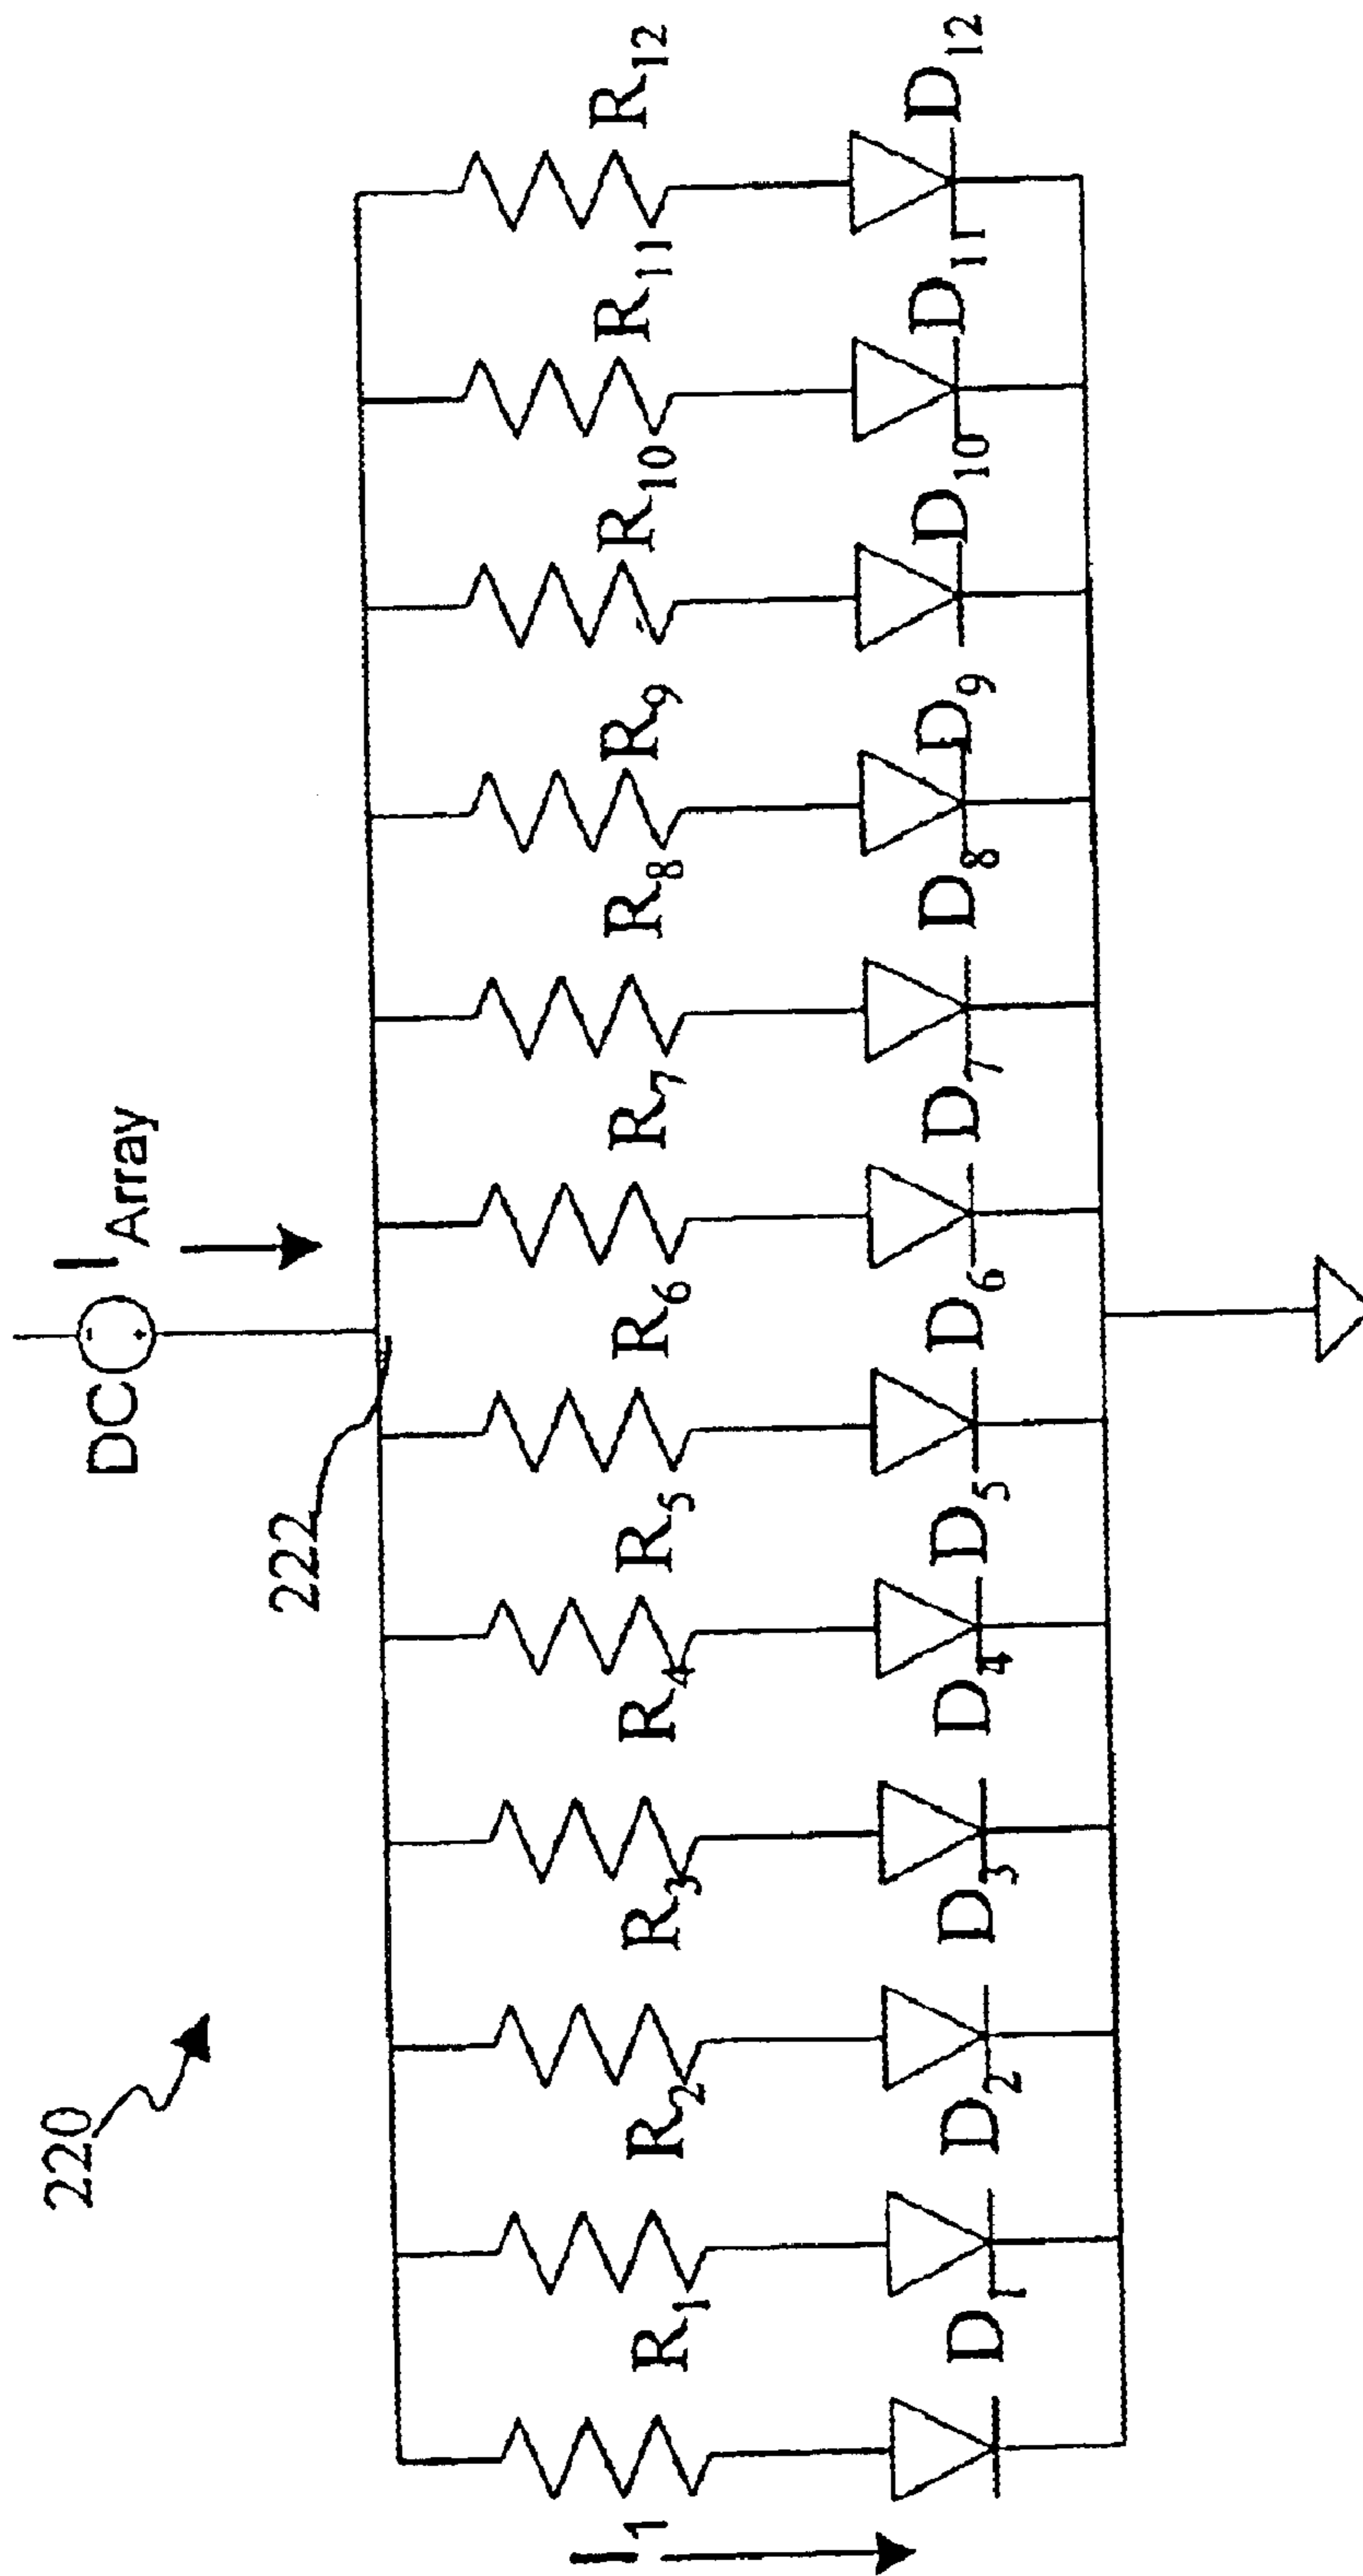 220
DC
- +
I Array
222
I1
R1
R2
R3
R4
R5
R6
R7
R8
R9
R10
R11
R12
D1
D2
D3
D4
D5
D6
D7
D8
D9
D10
D11
D12